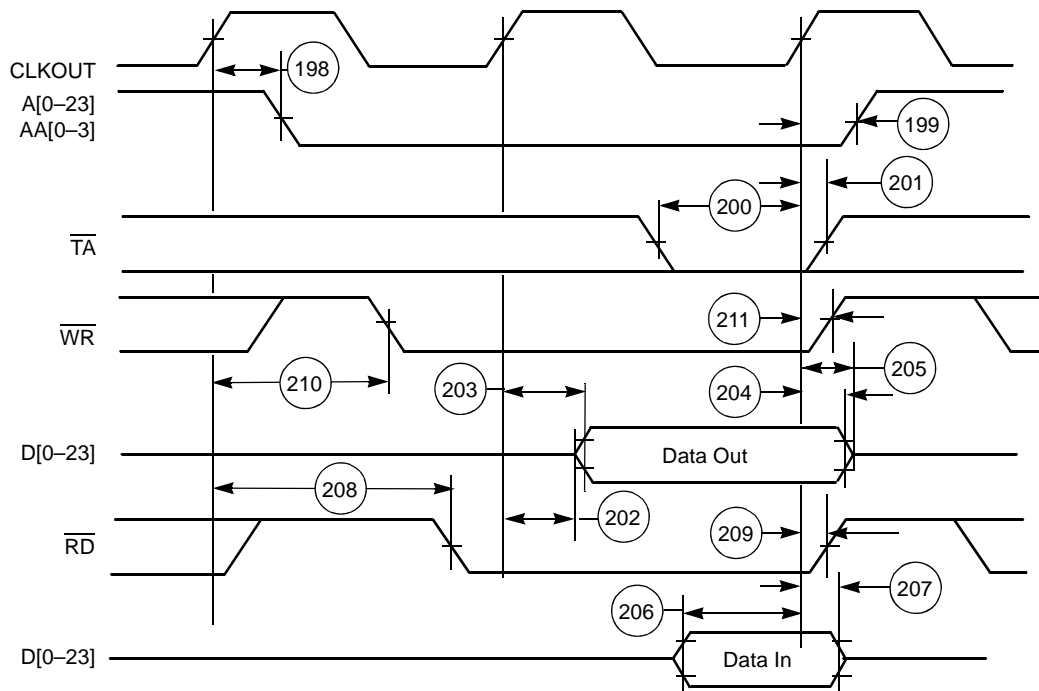 CLKOUT
198
A[0–23]
AA[0–3]
199
201
200
TA
211
WR
205
210
203
204
D[0–23]
Data Out
208
202
209
RD
207
206
D[0–23]
Data In